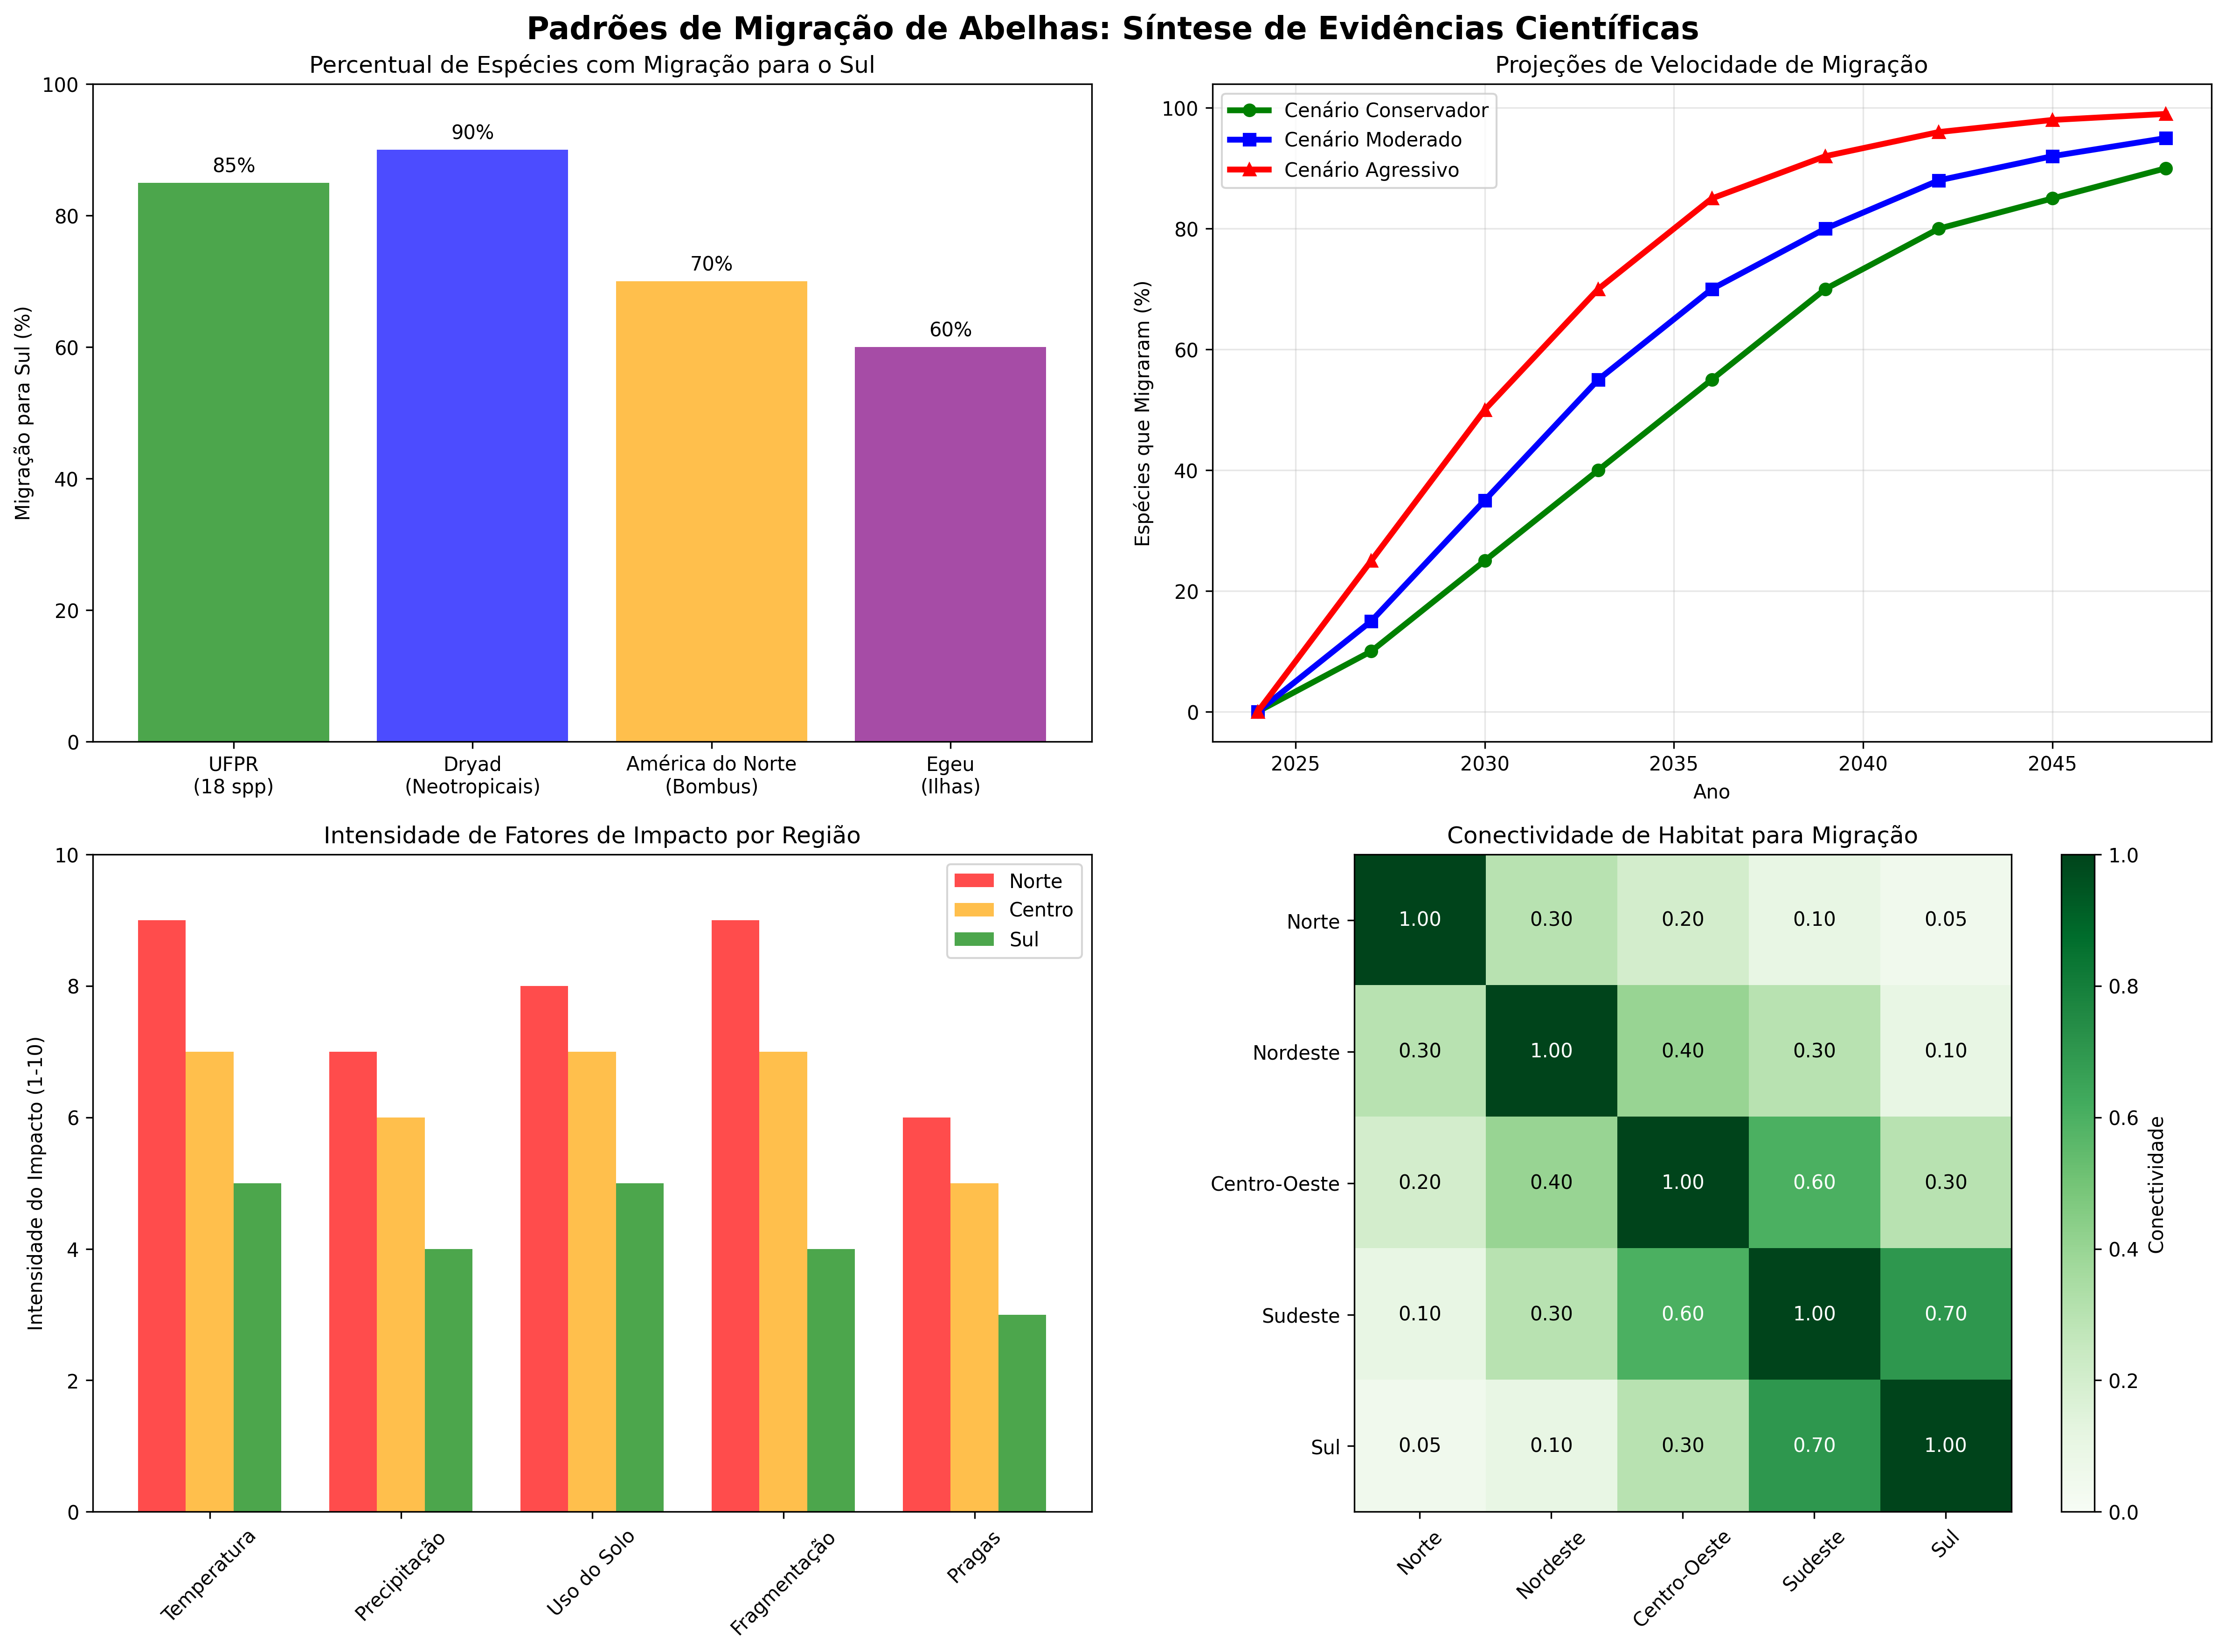 Padrões de Migração de Abelhas: Síntese de Evidências Científicas
Percentual de Espécies com Migração para o Sul
Migração para Sul (%)
100
80
60
40
20
0
85%
90%
70%
60%
UFPR
(18 spp)
Dryad
(Neotropicais)
América do Norte
(Bombus)
Egeu
(Ilhas)
Projeções de Velocidade de Migração
Cenário Conservador
Cenário Moderado
Cenário Agressivo
Espécies que Migraram (%)
100
80
60
40
20
0
2025
2030
2035
2040
2045
Ano
Intensidade de Fatores de Impacto por Região
Norte
Centro
Sul
Intensidade do Impacto (1-10)
10
8
6
4
2
0
Temperatura
Precipitação
Uso do Solo
Fragmentação
Pragas
Conectividade de Habitat para Migração
Norte 1.00 0.30 0.20 0.10 0.05
Nordeste 0.30 1.00 0.40 0.30 0.10
Centro-Oeste 0.20 0.40 1.00 0.60 0.30
Sudeste 0.10 0.30 0.60 1.00 0.70
Sul 0.05 0.10 0.30 0.70 1.00
Norte
Nordeste
Centro-Oeste
Sudeste
Sul
1.0
0.8
0.6
0.4
0.2
0.0
Conectividade